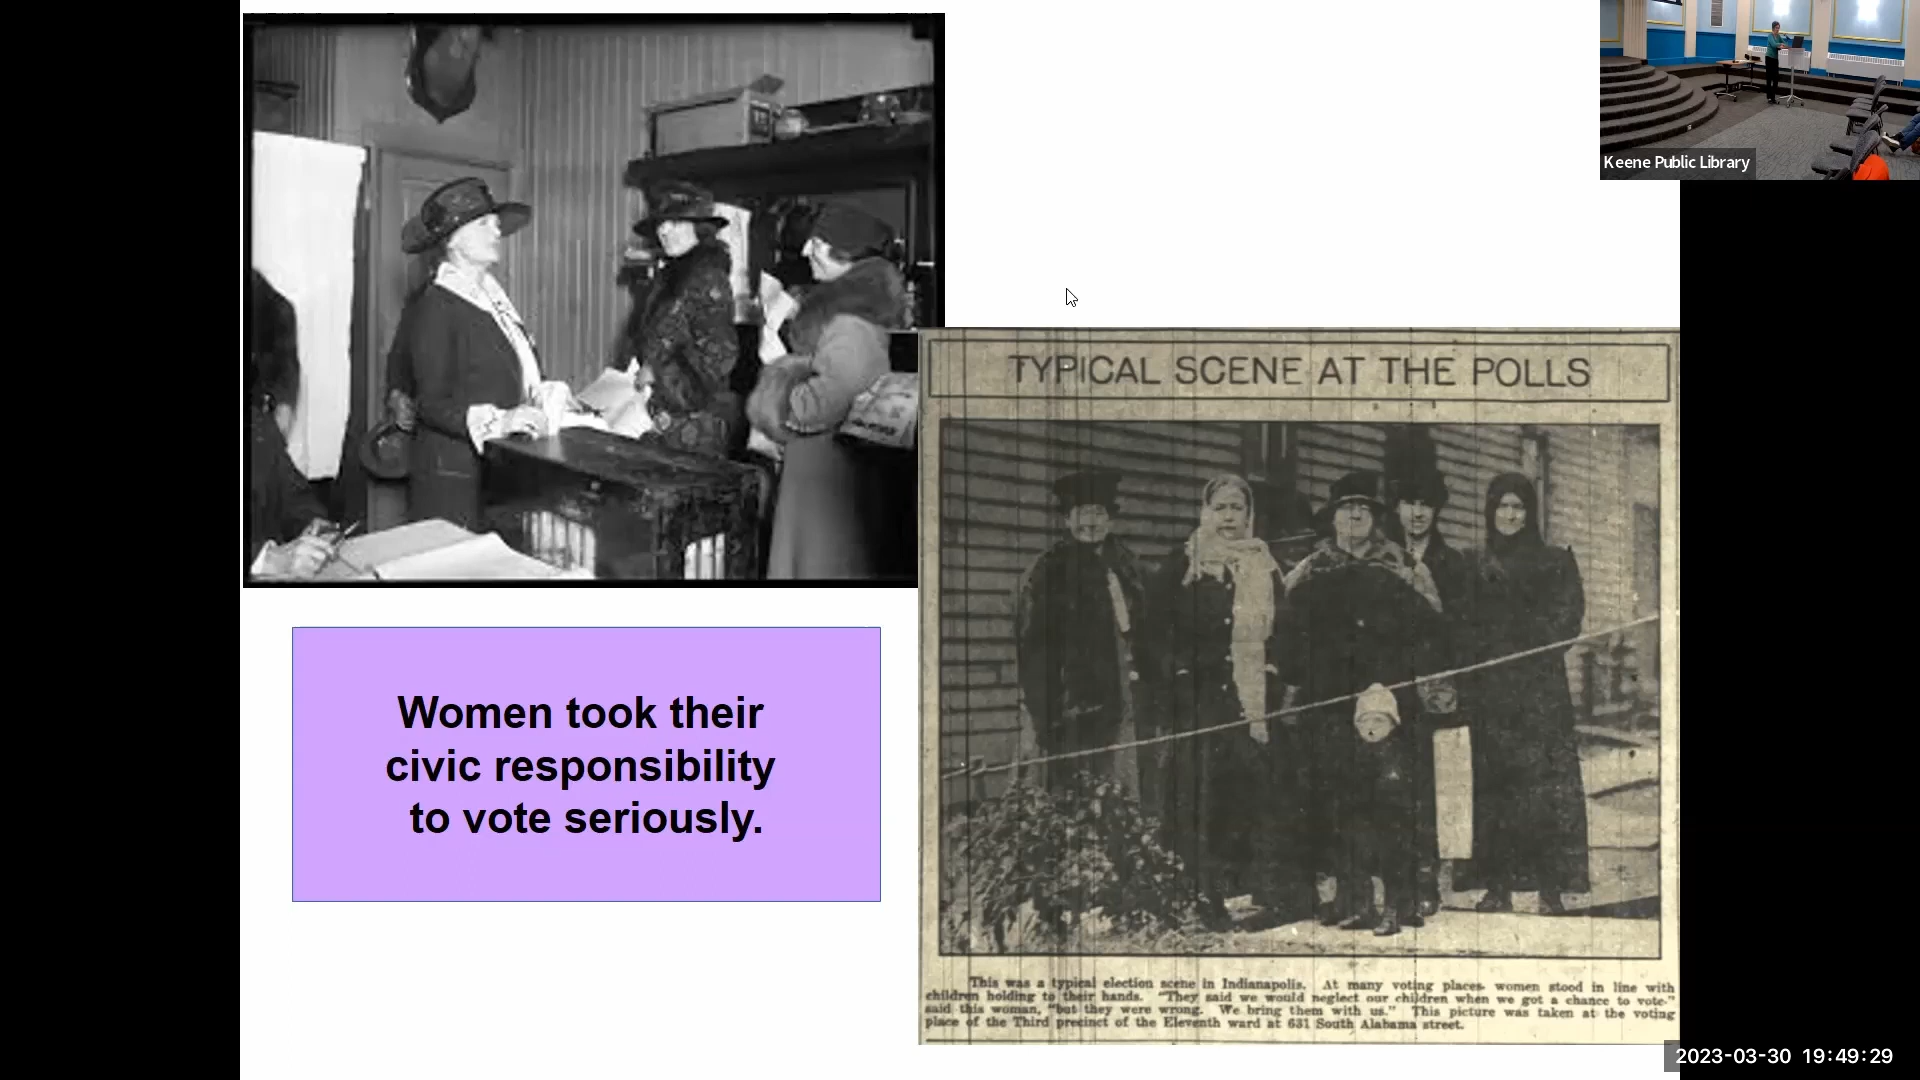 Keene Public Library
TYPICAL SCENE AT THE POLLS
Women took their
civic responsibility
to vote seriously.
This was a typical election scene in Indianapolis. At many voting places women stood in line with
children holding to their hands. "They said we would neglect our children when we got a chance to vote"
said this woman, "but they were wrong. We bring them with us." This picture was taken at the voting
place of the Third precinct of the Eleventh ward at 631 South Alabama street.
2023-03-30 19:49:29